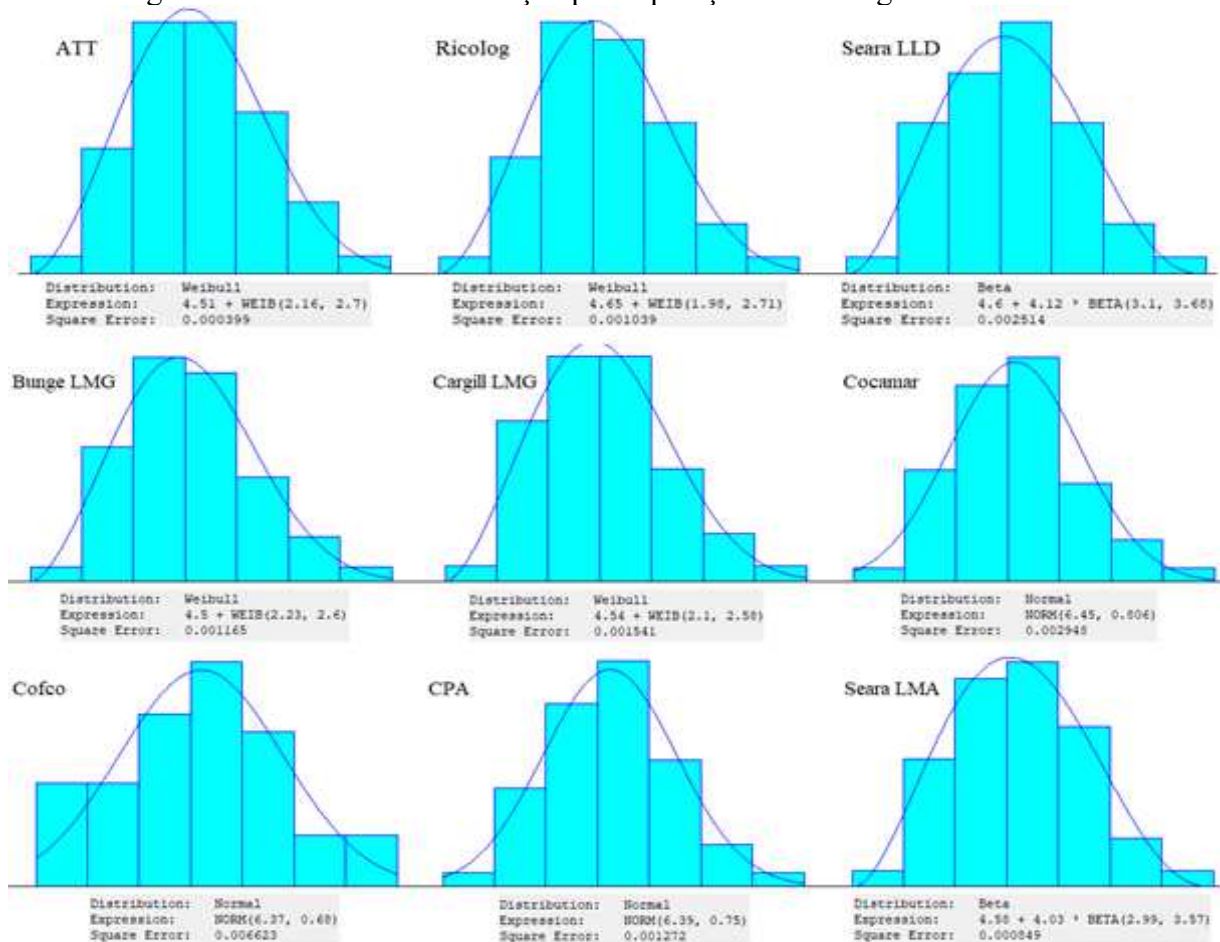 ATT
Ricolog
Seara LLD
Distribution: Weibull
Expression: 4.51 + WEIB(2.16, 2.7)
Square Error: 0.000399
Distribution: Weibull
Expression: 4.65 + WEIB(1.98, 2.71)
Square Error: 0.001039
Distribution: Beta
Expression: 4.6 + 4.12 * BETA(3.1, 3.68)
Square Error: 0.002514
Bunge LMG
Cargill LMG
Cocamar
Distribution: Weibull
Expression: 4.5 + WEIB(2.23, 2.6)
Square Error: 0.001165
Distribution: Weibull
Expression: 4.54 + WEIB(2.1, 2.58)
Square Error: 0.001541
Distribution: Normal
Expression: NORM(6.45, 0.806)
Square Error: 0.002948
Cofco
CPA
Seara LMA
Distribution: Normal
Expression: NORM(6.37, 0.68)
Square Error: 0.006623
Distribution: Normal
Expression: NORM(6.39, 0.75)
Square Error: 0.001272
Distribution: Beta
Expression: 4.58 + 4.03 * BETA(2.99, 3.57)
Square Error: 0.000849